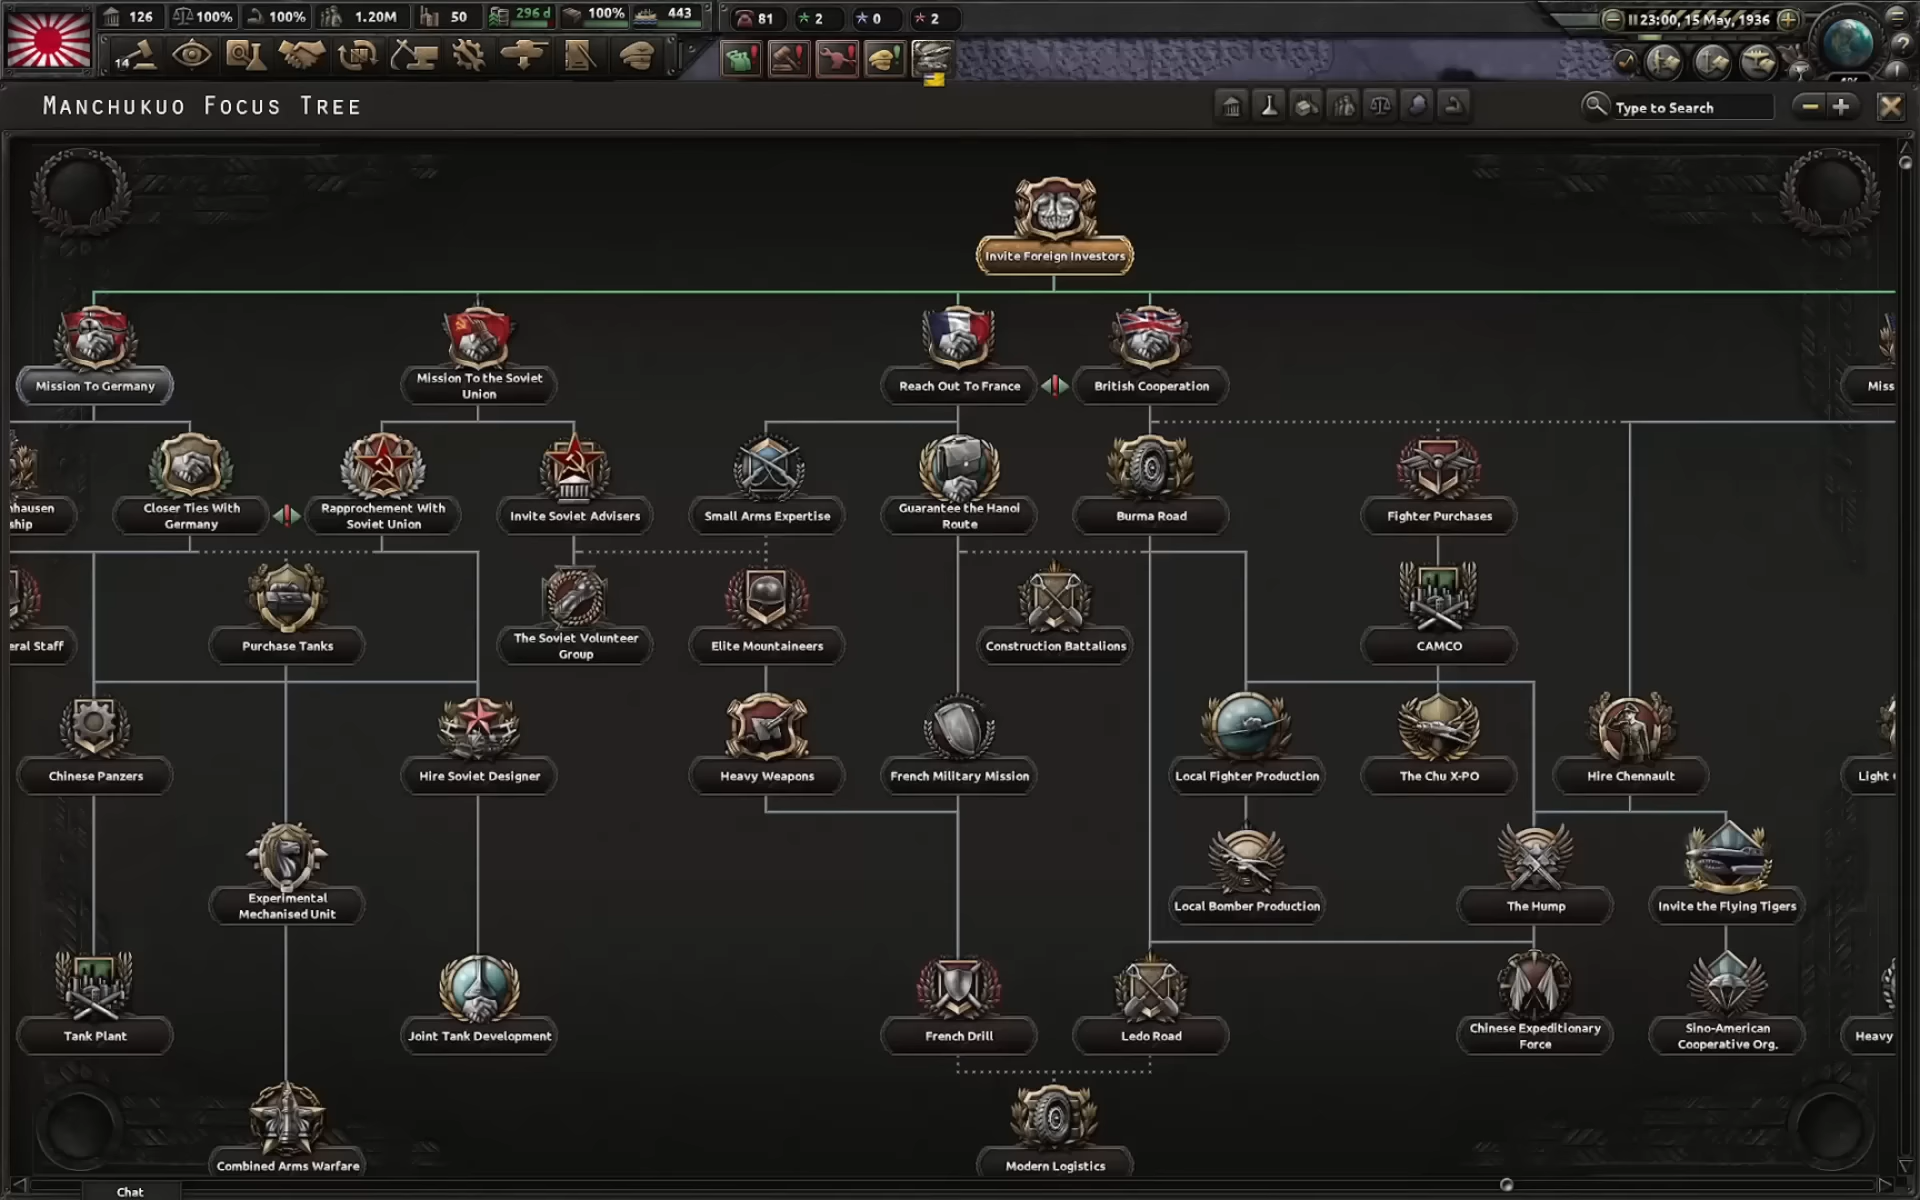 126
100%
100%
1.20M
50
296 d
100%
443
81
2
0
2
23:00, 15 May, 1936
14
Manchukuo Focus Tree
Type to Search
Invite Foreign Investors
Mission To Germany
Mission To the Soviet
Union
Reach Out To France
British Cooperation
Miss
hausen
ship
Closer Ties With
Germany
Rapprochement With
Soviet Union
Invite Soviet Advisers
Small Arms Expertise
Guarantee the Hanoi
Route
Burma Road
Fighter Purchases
eral Staff
Purchase Tanks
The Soviet Volunteer
Group
Elite Mountaineers
Construction Battalions
CAMCO
Chinese Panzers
Hire Soviet Designer
Heavy Weapons
French Military Mission
Local Fighter Production
The Chu X-PO
Hire Chennault
Light
Experimental
Mechanised Unit
Local Bomber Production
The Hump
Invite the Flying Tigers
Tank Plant
Joint Tank Development
French Drill
Ledo Road
Chinese Expeditionary
Force
Sino-American
Cooperative Org.
Heavy
Combined Arms Warfare
Modern Logistics
Chat